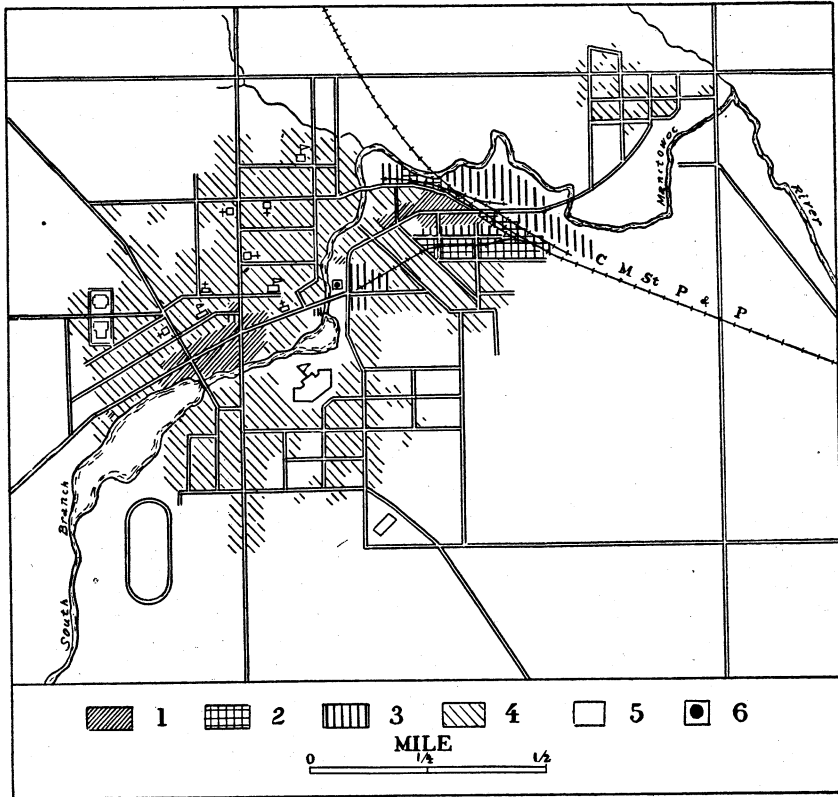 Manitowoc
River
C M St P & P
South Branch
1 2 3 4 5 6
MILE
0 1/4 1/2